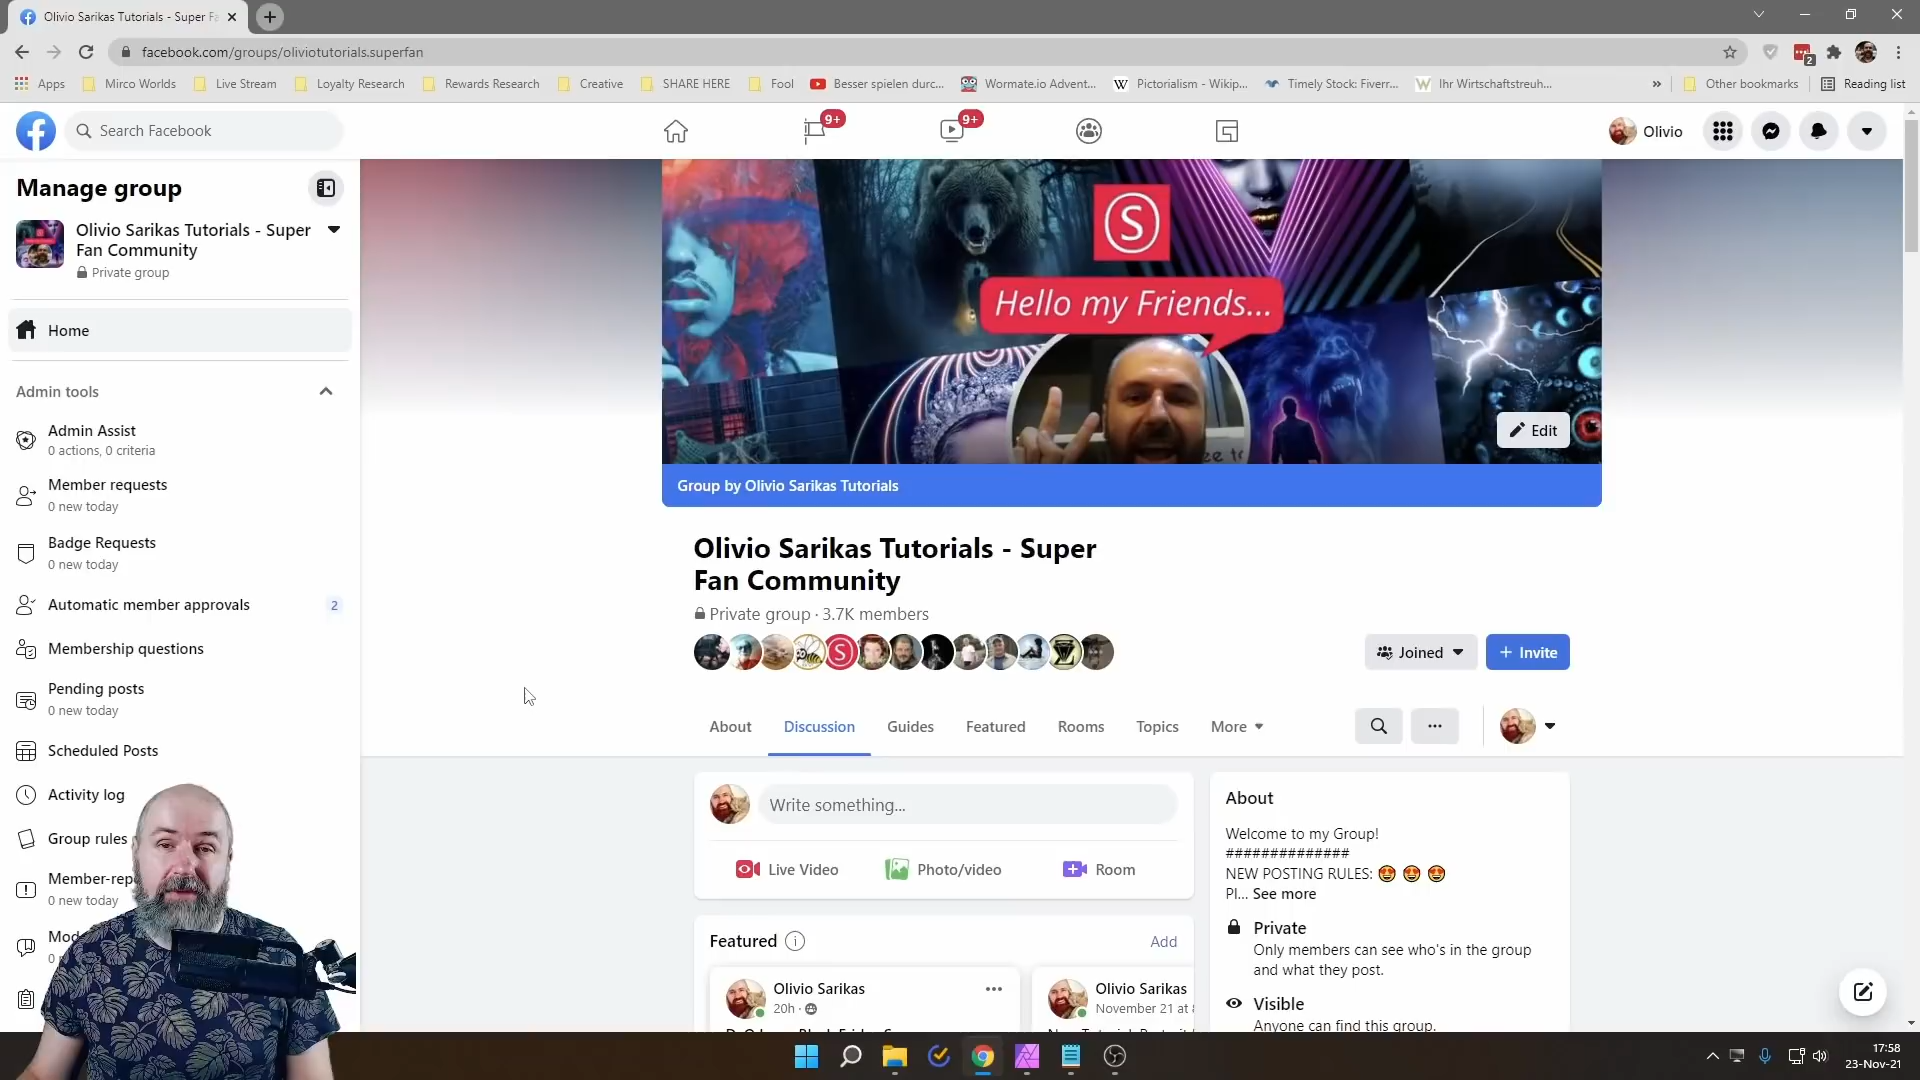 Olivio Sarikas Tutorials - Super Fa
facebook.com/groups/oliviotutorials.superfan
2
Apps
Mirco Worlds
Live Stream
Loyalty Research
Rewards Research
Creative
SHARE HERE
Fool
Besser spielen durc...
Wormate.io Advent...
Pictorialism - Wikip...
Timely Stock: Fiverr...
Ihr Wirtschaftstreuh...
»
Other bookmarks
Reading list
Search Facebook
9+
9+
Olivio
Manage group
Olivio Sarikas Tutorials - Super
Fan Community
Private group
Home
Admin tools
Admin Assist
0 actions, 0 criteria
Member requests
0 new today
Badge Requests
0 new today
Automatic member approvals
2
Membership questions
Pending posts
0 new today
Scheduled Posts
Activity log
Group rules
Member-rep
0 new today
Mod
0
S
Hello my Friends...
Edit
Group by Olivio Sarikas Tutorials
Olivio Sarikas Tutorials - Super
Fan Community
Private group · 3.7K members
S
Joined
+ Invite
About
Discussion
Guides
Featured
Rooms
Topics
More
Write something...
Live Video
Photo/video
Room
Featured
Add
Olivio Sarikas
20h ·
Olivio Sarikas
November 21 at
About
Welcome to my Group!
##############
NEW POSTING RULES: 😍 😍 😍
Pl... See more
Private
Only members can see who's in the group
and what they post.
Visible
Anyone can find this group.
17:58
23-Nov-21